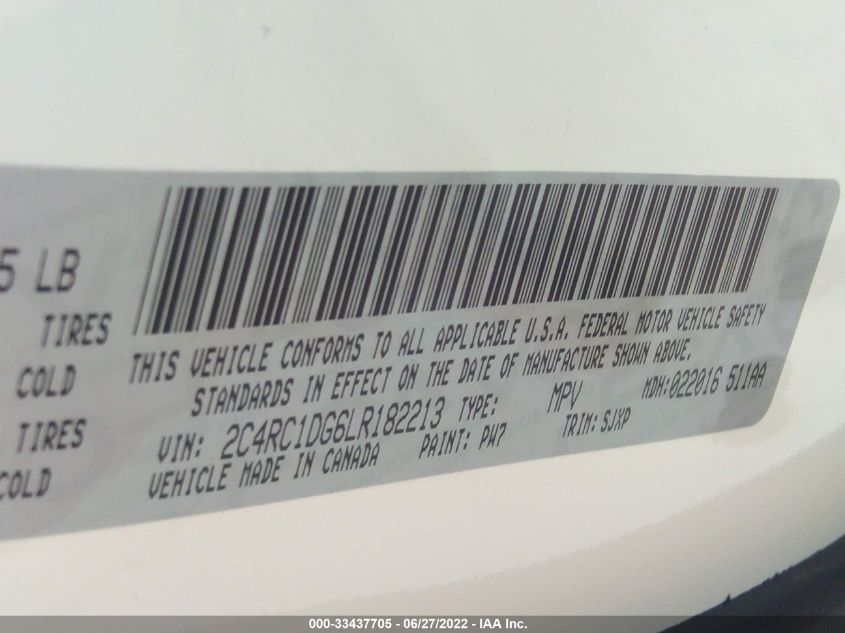 5 LB
TIRES
COLD
TIRES
COLD
THIS VEHICLE CONFORMS TO ALL APPLICABLE U.S.A. FEDERAL MOTOR VEHICLE SAFETY
STANDARDS IN EFFECT ON THE DATE OF MANUFACTURE SHOWN ABOVE.
VIN: 2C4RC1DG6LR182213 TYPE: MPV MDH:022016 511AA
VEHICLE MADE IN CANADA PAINT: PW7 TRIM: SJXP
000-33437705 - 06/27/2022 - IAA Inc.